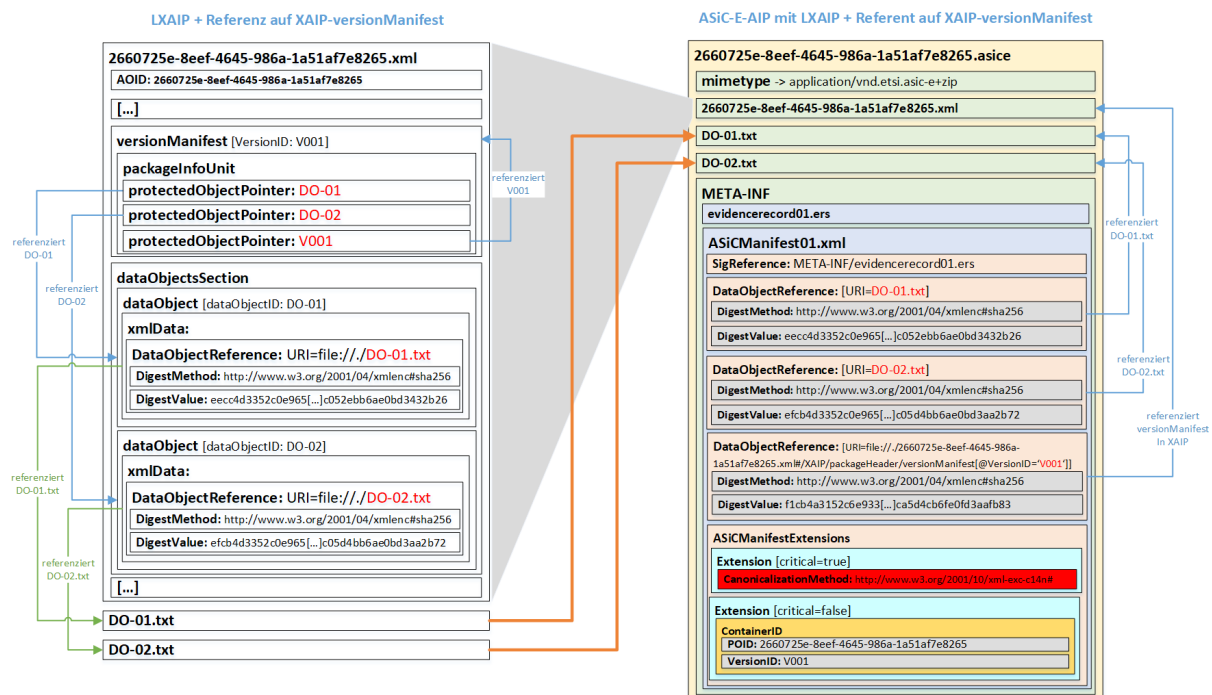 LXAIP + Referenz auf XAIP-versionManifest
2660725e-8eef-4645-986a-1a51af7e8265.xml
AOID: 2660725e-8eef-4645-986a-1a51af7e8265
[...]
versionManifest [VersionID: V001]
packageInfoUnit
protectedObjectPointer: DO-01
protectedObjectPointer: DO-02
protectedObjectPointer: V001
referenziert
V001
referenziert
DO-01
referenziert
DO-02
dataObjectsSection
dataObject [dataObjectID: DO-01]
xmlData:
DataObjectReference: URI=file://./DO-01.txt
DigestMethod: http://www.w3.org/2001/04/xmlenc#sha256
DigestValue: eecc4d3352c0e965[...]c052ebb6ae0bd3432b26
dataObject [dataObjectID: DO-02]
xmlData:
DataObjectReference: URI=file://./DO-02.txt
DigestMethod: http://www.w3.org/2001/04/xmlenc#sha256
DigestValue: efcb4d3352c0e965[...]c05d4bb6ae0bd3aa2b72
referenziert
DO-01.txt
referenziert
DO-02.txt
[...]
DO-01.txt
DO-02.txt
ASiC-E-AIP mit LXAIP + Referent auf XAIP-versionManifest
2660725e-8eef-4645-986a-1a51af7e8265.asice
mimetype -> application/vnd.etsi.asic-e+zip
2660725e-8eef-4645-986a-1a51af7e8265.xml
DO-01.txt
DO-02.txt
META-INF
evidencerecord01.ers
ASiCManifest01.xml
SigReference: META-INF/evidencerecord01.ers
DataObjectReference: [URI=DO-01.txt]
DigestMethod: http://www.w3.org/2001/04/xmlenc#sha256
DigestValue: eecc4d3352c0e965[...]c052ebb6ae0bd3432b26
DataObjectReference: [URI=DO-02.txt]
DigestMethod: http://www.w3.org/2001/04/xmlenc#sha256
DigestValue: efcb4d3352c0e965[...]c05d4bb6ae0bd3aa2b72
DataObjectReference: [URI=file://./2660725e-8eef-4645-986a-
1a51af7e8265.xml#/XAIP/packageHeader/versionManifest[@VersionID='V001']]
DigestMethod: http://www.w3.org/2001/04/xmlenc#sha256
DigestValue: f1cb4a3152c6e933[...]ca5d4cb6fe0fd3aafb83
ASiCManifestExtensions
Extension [critical=true]
CanonicalizationMethod: http://www.w3.org/2001/10/xml-exc-c14n#
Extension [critical=false]
ContainerID
POID: 2660725e-8eef-4645-986a-1a51af7e8265
VersionID: V001
referenziert
DO-01.txt
referenziert
DO-02.txt
referenziert
versionManifest
In XAIP